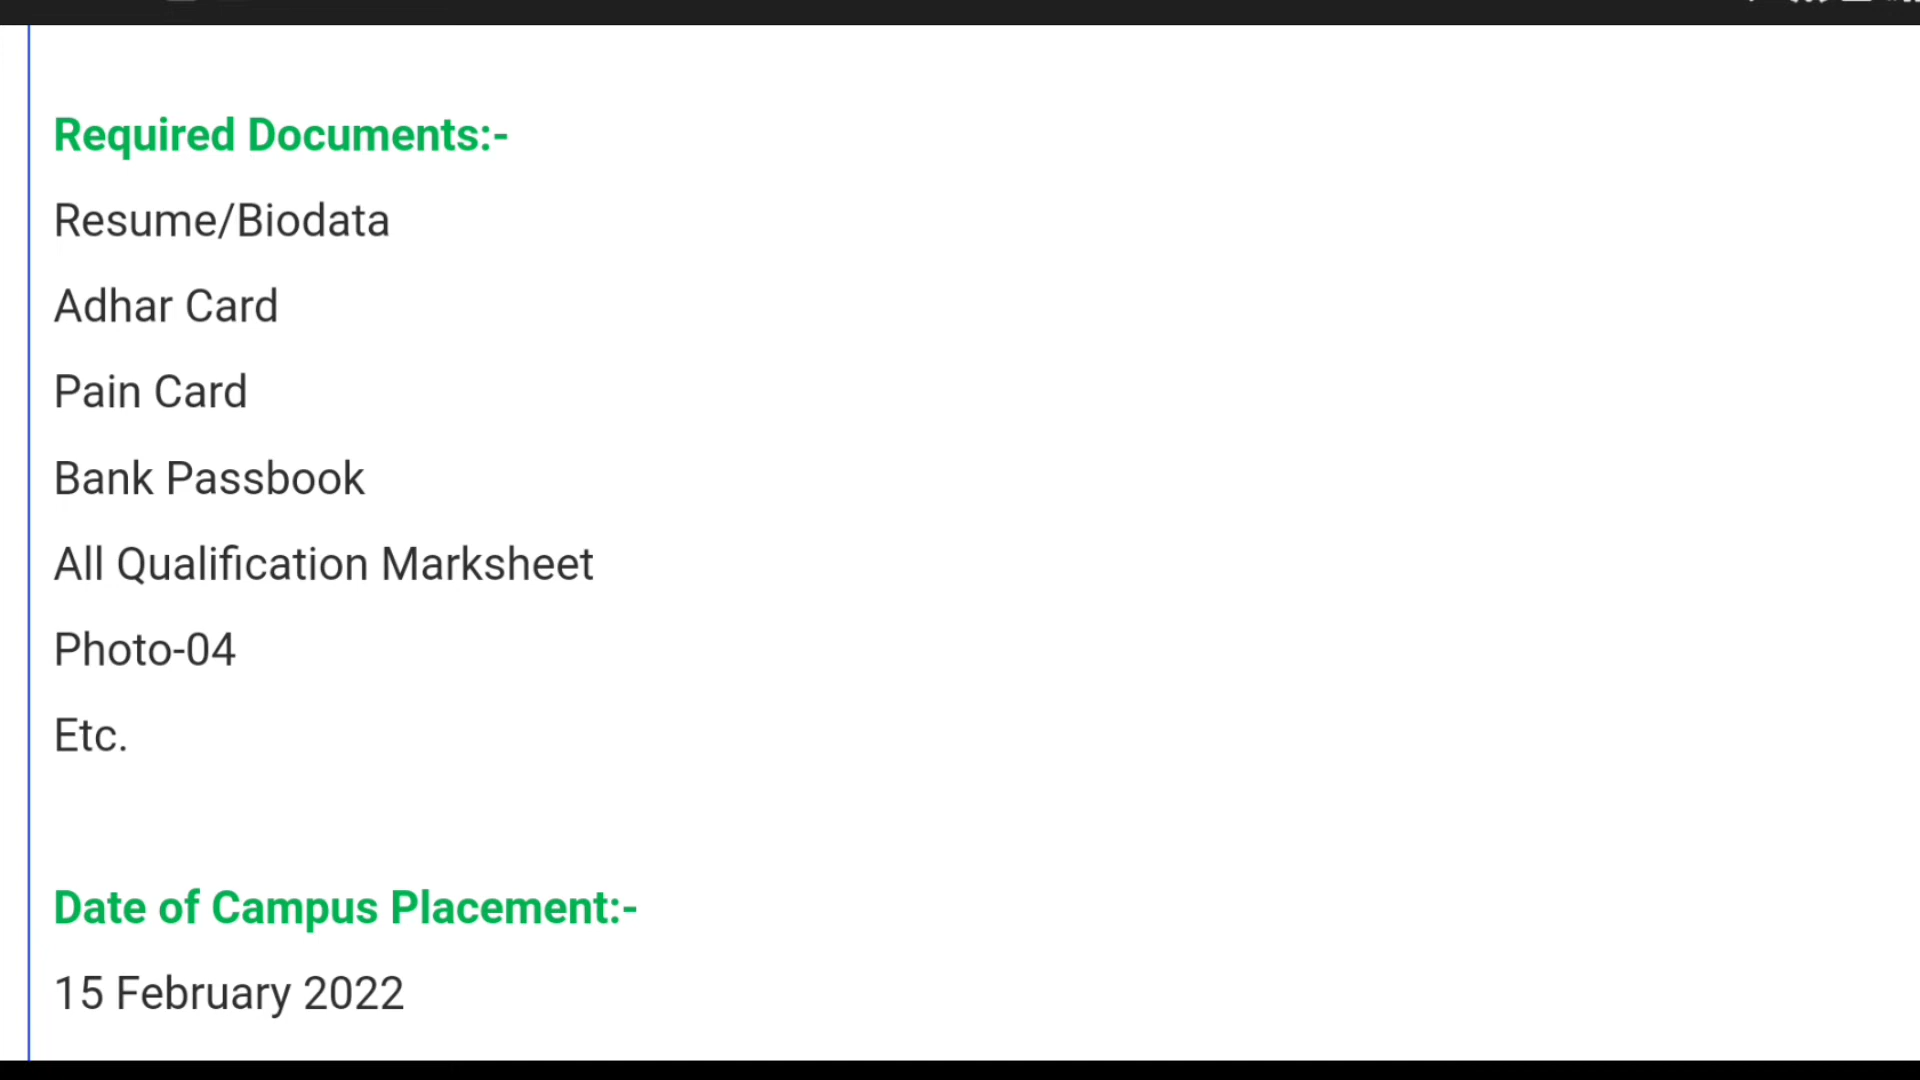 Required Documents:-
Resume/Biodata
Adhar Card
Pain Card
Bank Passbook
All Qualification Marksheet
Photo-04
Etc.
Date of Campus Placement:-
15 February 2022